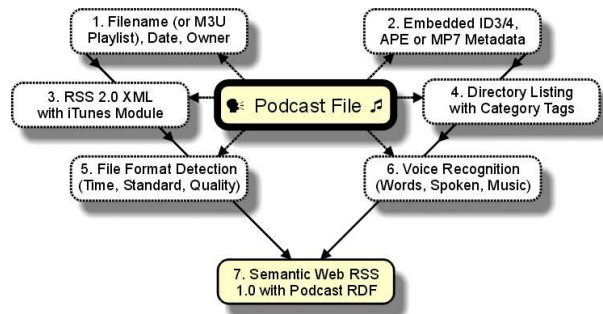 1. Filename (or M3U
Playlist), Date, Owner
2. Embedded ID3/4,
APE or MP7 Metadata
3. RSS 2.0 XML
with iTunes Module
Podcast File
4. Directory Listing
with Category Tags
5. File Format Detection
(Time, Standard, Quality)
6. Voice Recognition
(Words, Spoken, Music)
7. Semantic Web RSS
1.0 with Podcast RDF